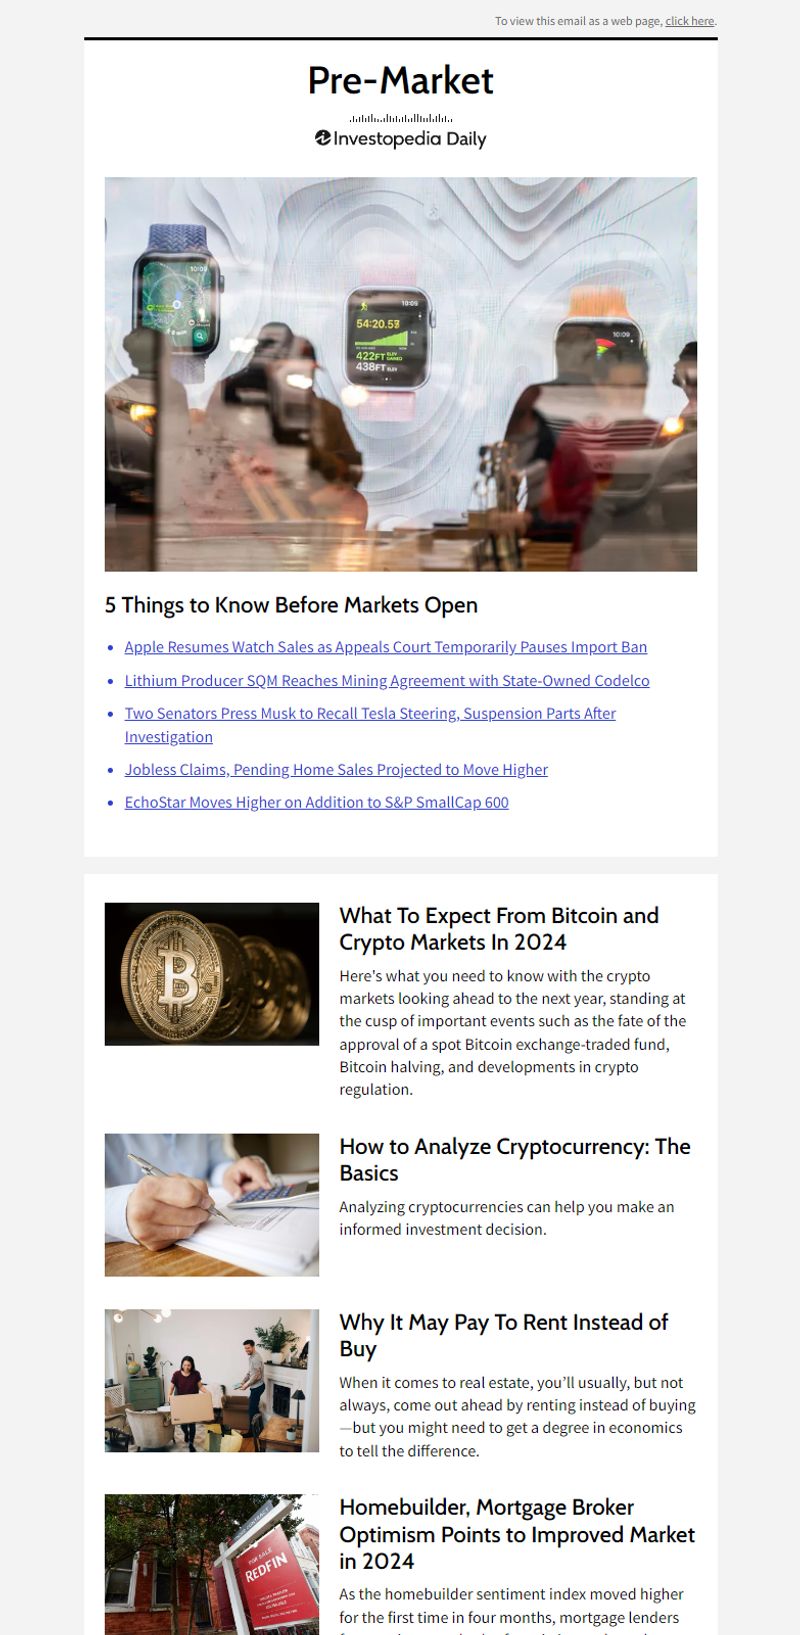 To view this email as a web page, click here.
Pre-Market
Investopedia Daily
10:09
10:09
54:20.58
422FT ELEV GAINED
438FT ELEV
10:09
5 Things to Know Before Markets Open
Apple Resumes Watch Sales as Appeals Court Temporarily Pauses Import Ban
Lithium Producer SQM Reaches Mining Agreement with State-Owned Codelco
Two Senators Press Musk to Recall Tesla Steering, Suspension Parts After
Investigation
Jobless Claims, Pending Home Sales Projected to Move Higher
EchoStar Moves Higher on Addition to S&P SmallCap 600
What To Expect From Bitcoin and
Crypto Markets In 2024
Here's what you need to know with the crypto
markets looking ahead to the next year, standing at
the cusp of important events such as the fate of the
approval of a spot Bitcoin exchange-traded fund,
Bitcoin halving, and developments in crypto
regulation.
How to Analyze Cryptocurrency: The
Basics
Analyzing cryptocurrencies can help you make an
informed investment decision.
Why It May Pay To Rent Instead of
Buy
When it comes to real estate, you’ll usually, but not
always, come out ahead by renting instead of buying
—but you might need to get a degree in economics
to tell the difference.
FOR SALE
REDFIN
Homebuilder, Mortgage Broker
Optimism Points to Improved Market
in 2024
As the homebuilder sentiment index moved higher
for the first time in four months, mortgage lenders